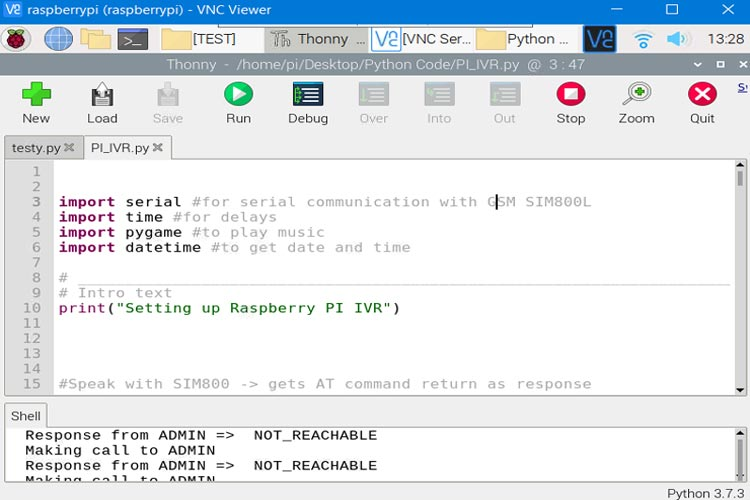 raspberrypi (raspberrypi) - VNC Viewer
[TEST] Thonny ... [VNC Ser... Python ... 13:28
Thonny - /home/pi/Desktop/Python Code/PI_IVR.py @ 3 : 47
New Load Save Run Debug Over Into Out Stop Zoom Quit
testy.py PI_IVR.py
1
2
3 import serial #for serial communication with GSM SIM800L
4 import time #for delays
5 import pygame #to play music
6 import datetime #to get date and time
7
8 # ______________________________________________________________________
9 # Intro text
10 print("Setting up Raspberry PI IVR")
11
12
13
14
15 #Speak with SIM800 -> gets AT command return as response
Shell
Response from ADMIN => NOT_REACHABLE
Making call to ADMIN
Response from ADMIN => NOT_REACHABLE
Making call to ADMIN
Python 3.7.3